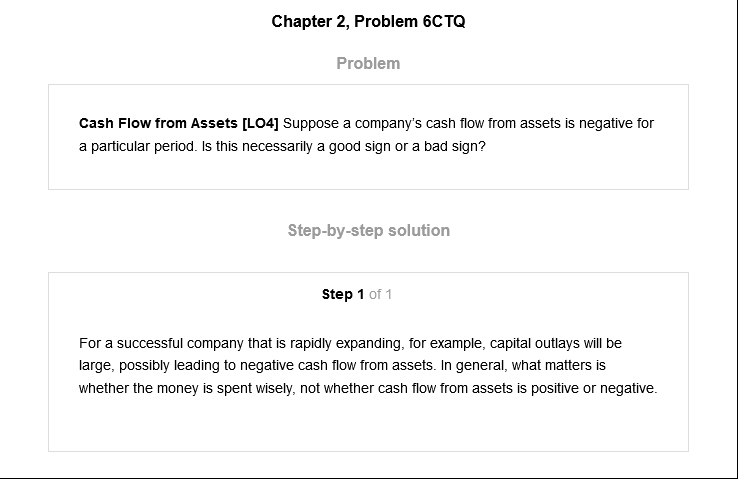 Chapter 2, Problem 6CTQ
Problem
Cash Flow from Assets [LO4] Suppose a company's cash flow from assets is negative for
a particular period. Is this necessarily a good sign or a bad sign?
Step-by-step solution
Step 1 of 1
For a successful company that is rapidly expanding, for example, capital outlays will be
large, possibly leading to negative cash flow from assets. In general, what matters is
whether the money is spent wisely, not whether cash flow from assets is positive or negative.